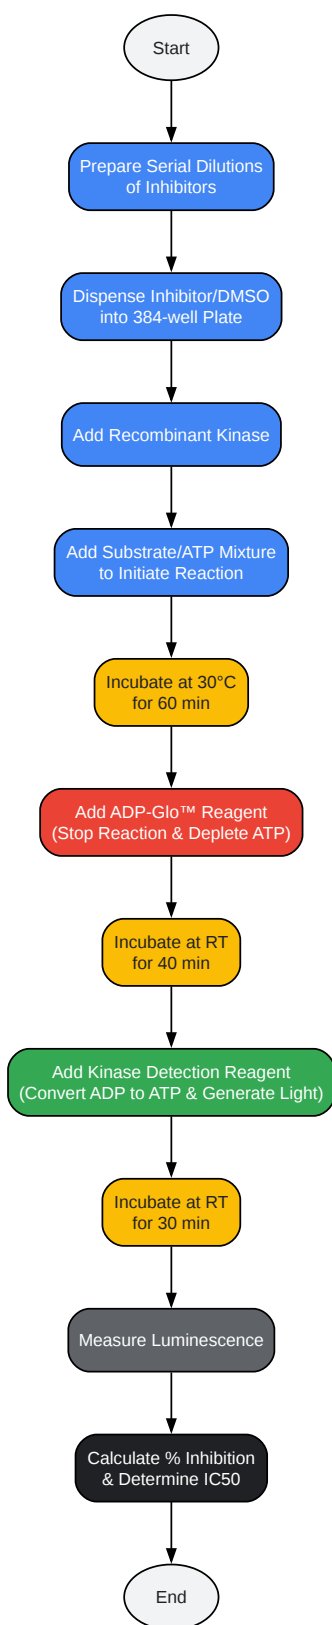 Start
Prepare Serial Dilutions
of Inhibitors
Dispense Inhibitor/DMSO
into 384-well Plate
Add Recombinant Kinase
Add Substrate/ATP Mixture
to Initiate Reaction
Incubate at 30°C
for 60 min
Add ADP-Glo™ Reagent
(Stop Reaction & Deplete ATP)
Incubate at RT
for 40 min
Add Kinase Detection Reagent
(Convert ADP to ATP & Generate Light)
Incubate at RT
for 30 min
Measure Luminescence
Calculate % Inhibition
& Determine IC50
End